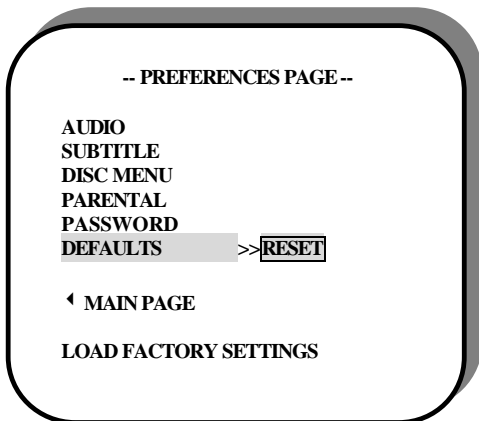 -- PREFERENCES PAGE --
AUDIO
SUBTITLE
DISC MENU
PARENTAL
PASSWORD
DEFAULTS >>RESET
MAIN PAGE
LOAD FACTORY SETTINGS